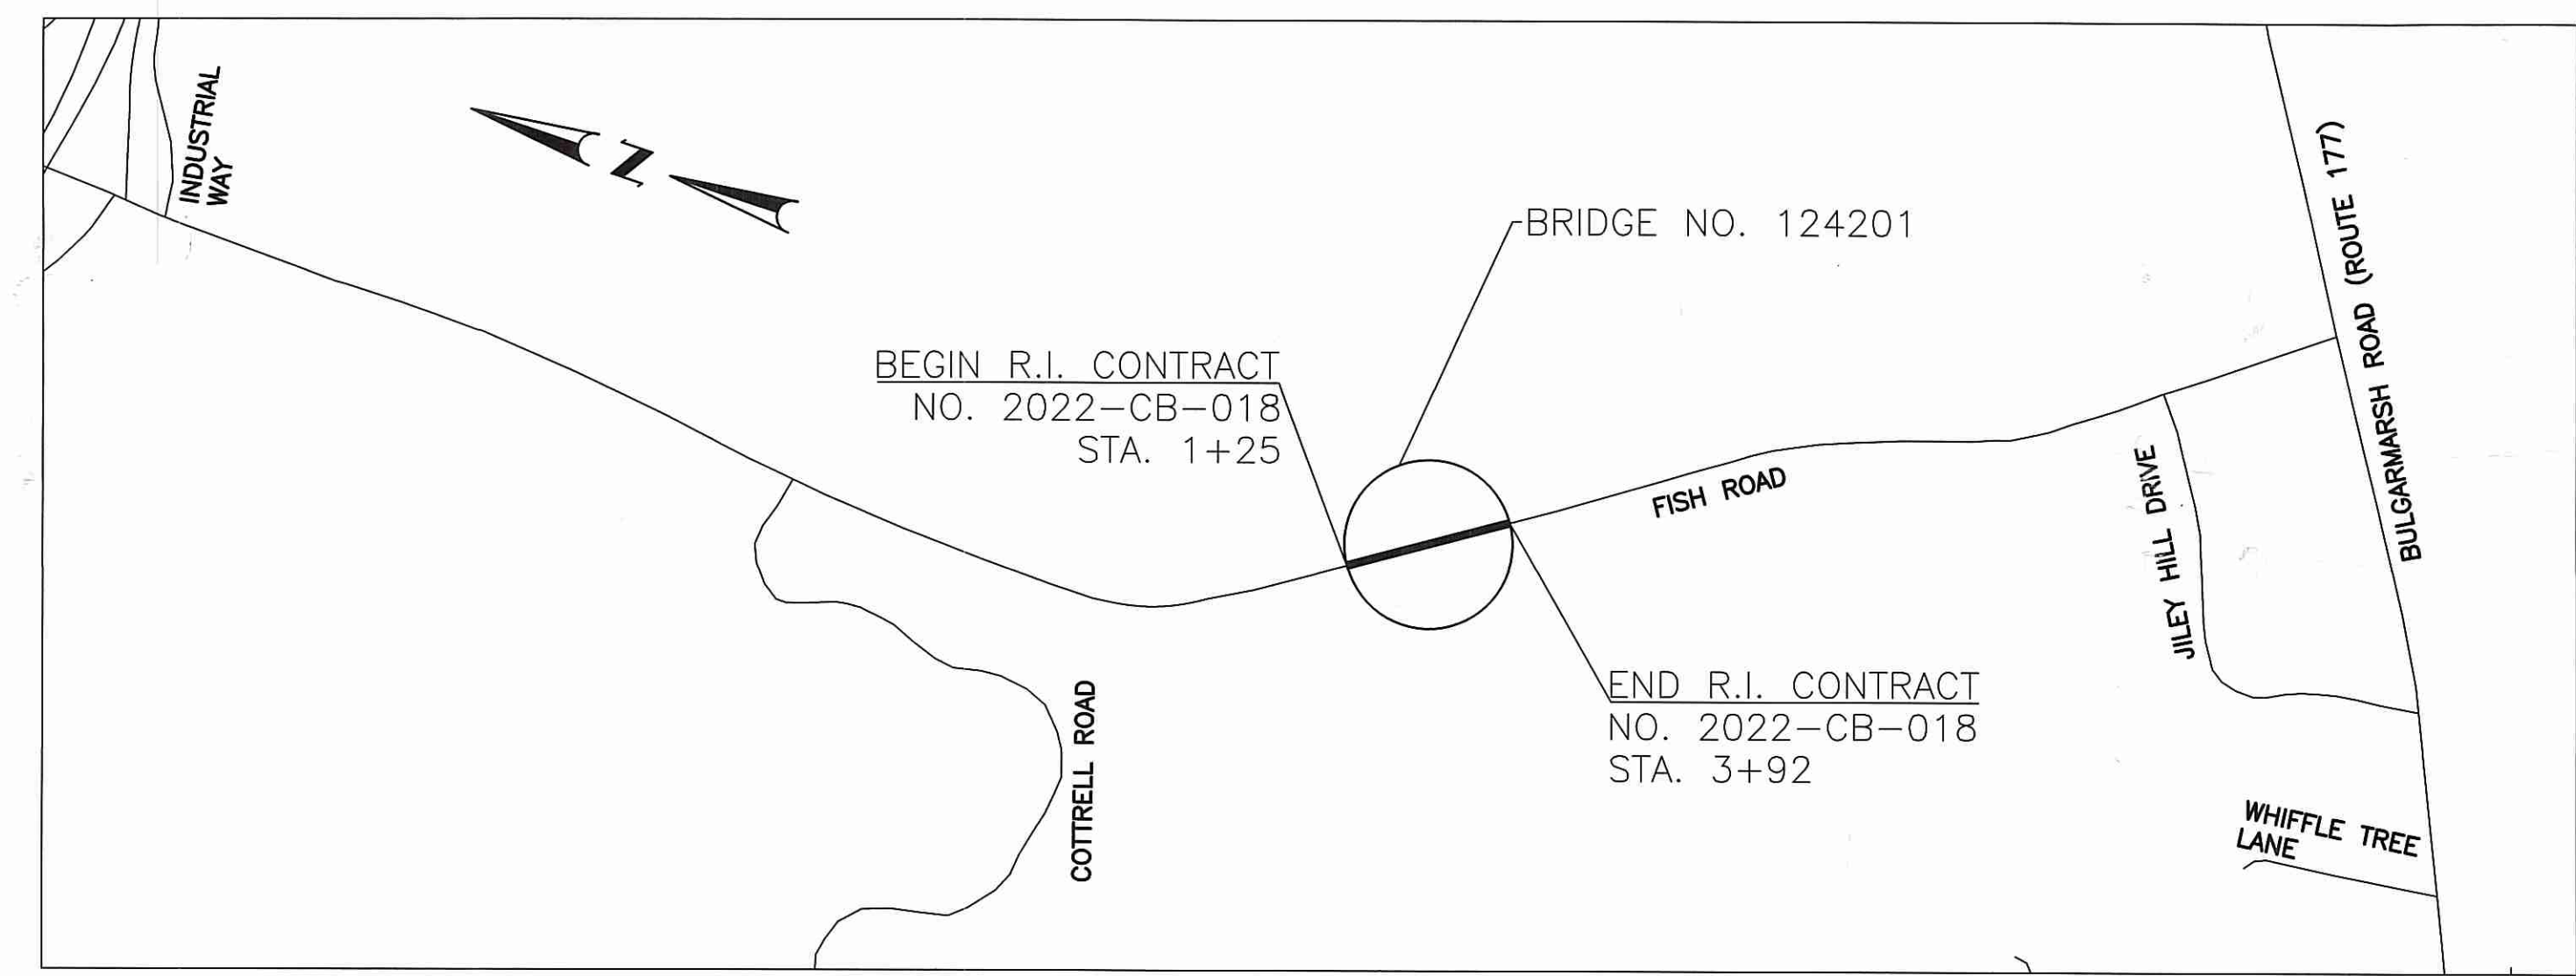 INDUSTRIAL
WAY
N
BRIDGE NO. 124201
BEGIN R.I. CONTRACT
NO. 2022-CB-018
STA. 1+25
FISH ROAD
BULGARMARSH ROAD (ROUTE 177)
JILEY HILL DRIVE
END R.I. CONTRACT
NO. 2022-CB-018
STA. 3+92
COTTRELL ROAD
WHIFFLE TREE
LANE